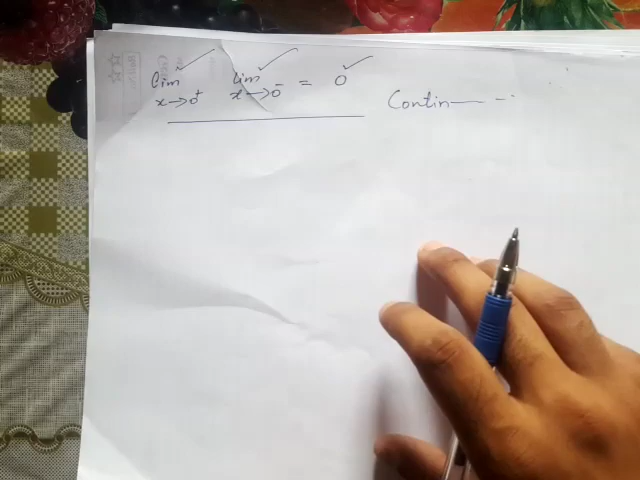 lim x→0⁺ lim x→0⁻ = 0
Contin